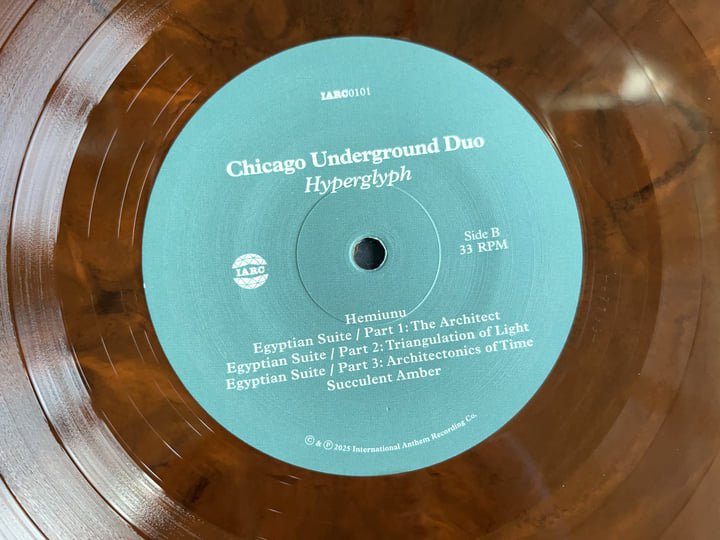 IARC0101
Chicago Underground Duo
Hyperglyph
Side B
33 RPM
IARC
Hemiunu
Egyptian Suite / Part 1: The Architect
Egyptian Suite / Part 2: Triangulation of Light
Egyptian Suite / Part 3: Architectonics of Time
Succulent Amber
© & ℗ 2025 International Anthem Recording Co.